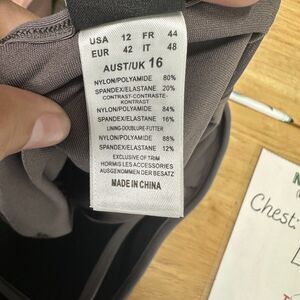 USA 12 FR 44
EUR 42 IT 48
AUST/UK 16
NYLON/POLYAMIDE 80%
SPANDEX/ELASTANE 20%
CONTRAST-CONTRASTE-
KONTRAST
NYLON/POLYAMIDE 84%
SPANDEX/ELASTANE 16%
LINING-DOUBLURE-FUTTER
NYLON/POLYAMIDE 88%
SPANDEX/ELASTANE 12%
EXCLUSIVE OF TRIM
HORMIS LES ACCESSOIRES
AUSGENOMMEN DER BESATZ
MADE IN CHINA
Chest: